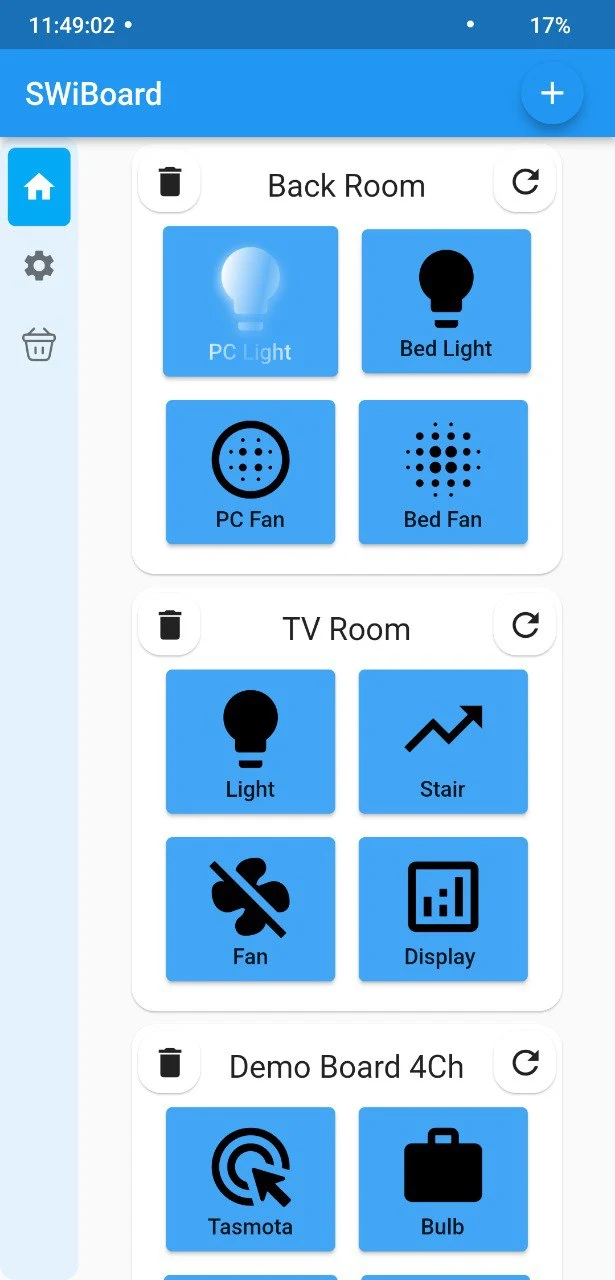 11:49:02
17%
SWiBoard
Back Room
PC Light
Bed Light
PC Fan
Bed Fan
TV Room
Light
Stair
Fan
Display
Demo Board 4Ch
Tasmota
Bulb